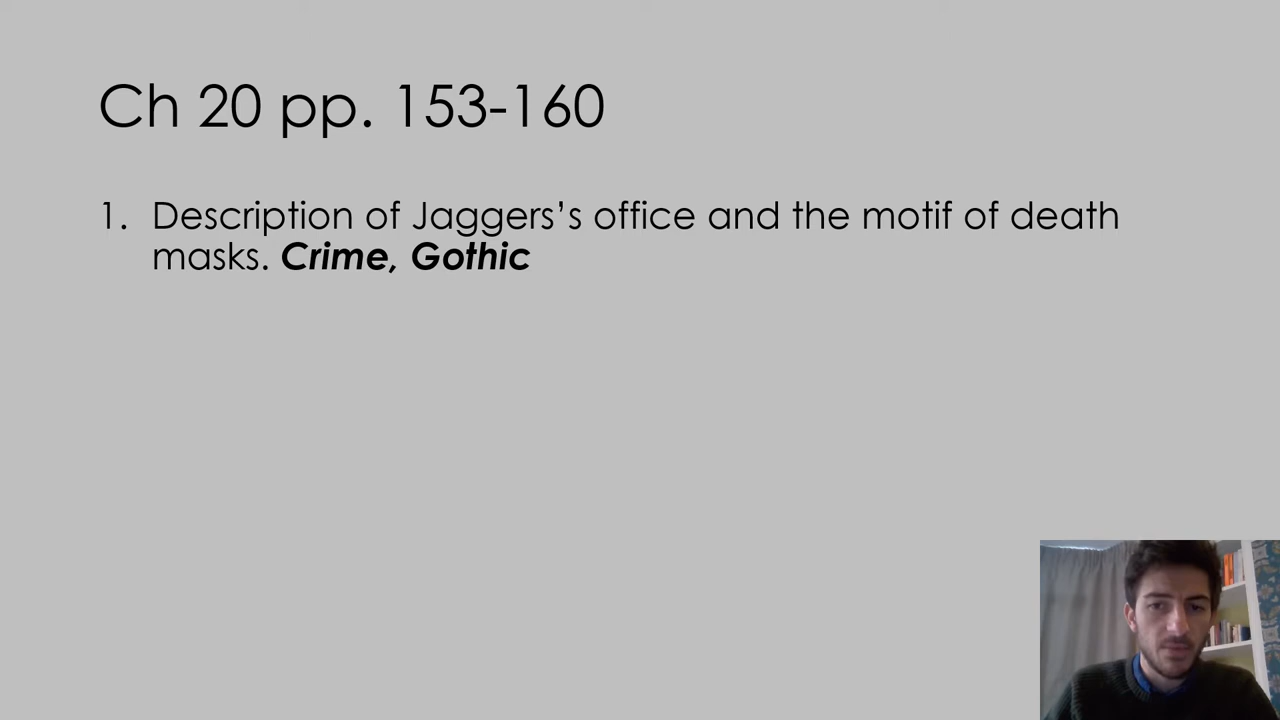 Ch 20 pp. 153-160
1. Description of Jaggers’s office and the motif of death
masks. Crime, Gothic